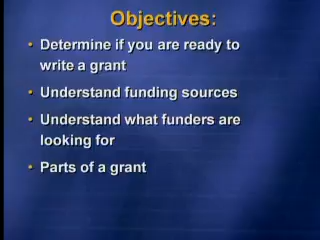 Objectives:
• Determine if you are ready to
write a grant
• Understand funding sources
• Understand what funders are
looking for
• Parts of a grant